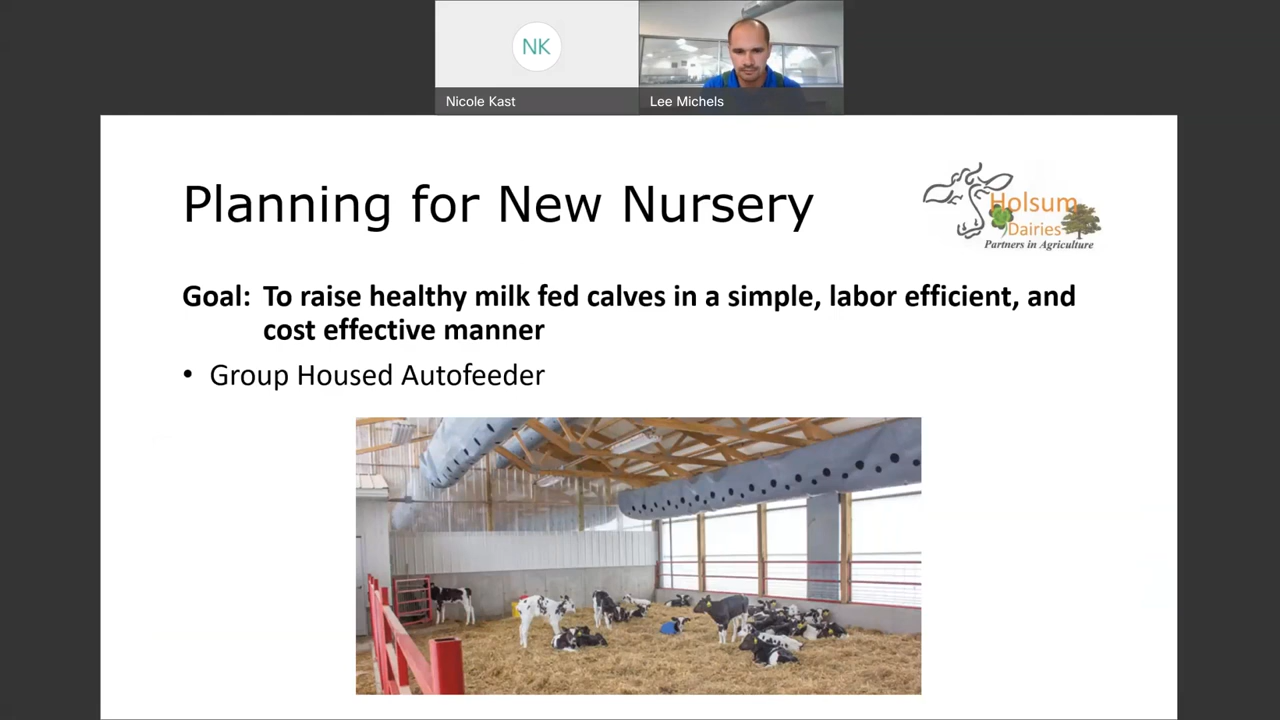 NK
Nicole Kast
Lee Michels
Planning for New Nursery
Holsum
Dairies
Partners in Agriculture
Goal: To raise healthy milk fed calves in a simple, labor efficient, and
cost effective manner
• Group Housed Autofeeder